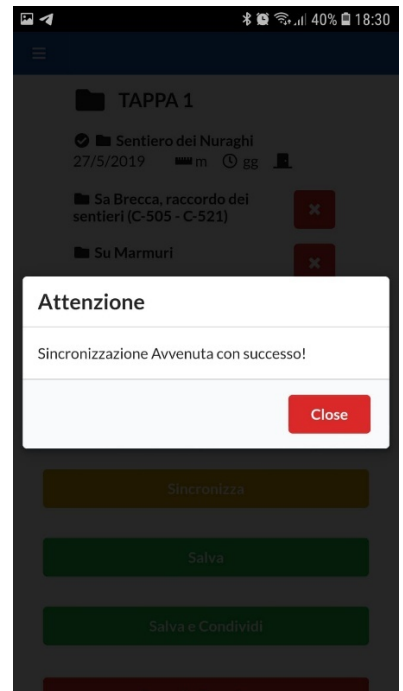 40% 18:30
TAPPA 1
Sentiero dei Nuraghi
27/5/2019 m gg
Sa Brecca, raccordo dei
sentieri (C-505 - C-521)
Su Marmuri
Attenzione
Sincronizzazione Avvenuta con successo!
Close
Sincronizza
Salva
Salva e Condividi